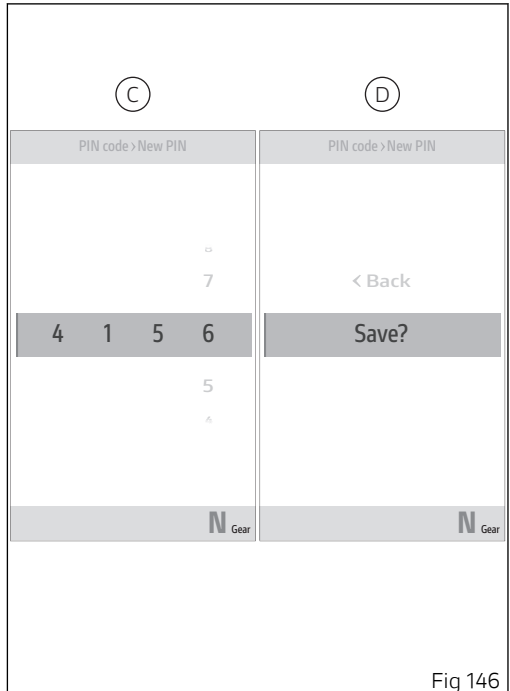 C
D
PIN code › New PIN
7
4 1 5 6
5
N Gear
PIN code › New PIN
‹ Back
Save?
N Gear
Fig 146